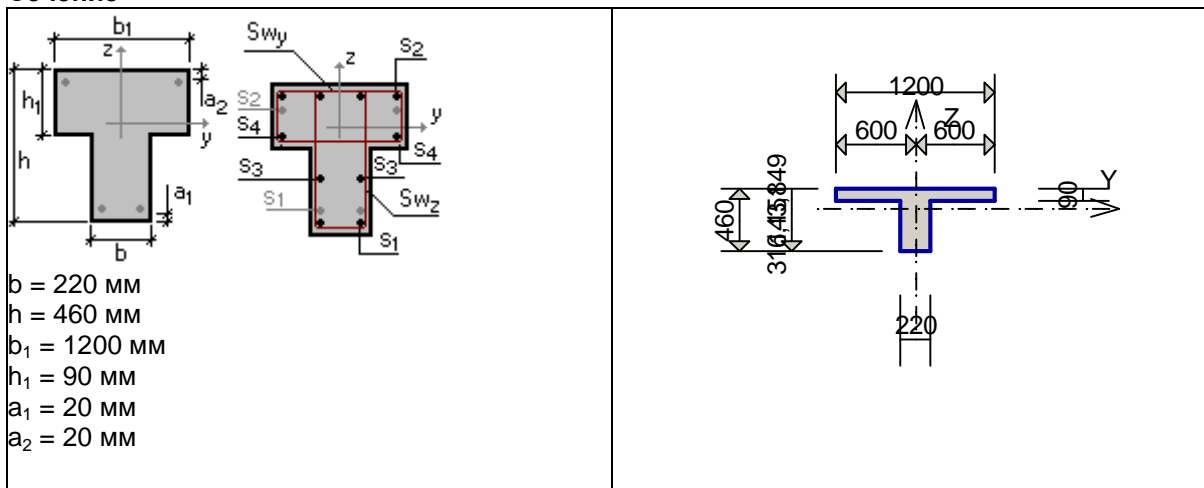 b₁
z
h₁
a₂
y
h
a₁
b
Swy
z
s₂
s₂
y
s₄
s₄
s₃
s₃
s₁
Swz
s₁
b = 220 мм
h = 460 мм
b₁ = 1200 мм
h₁ = 90 мм
a₁ = 20 мм
a₂ = 20 мм
1200
Z
600 600
Y
90
460
220